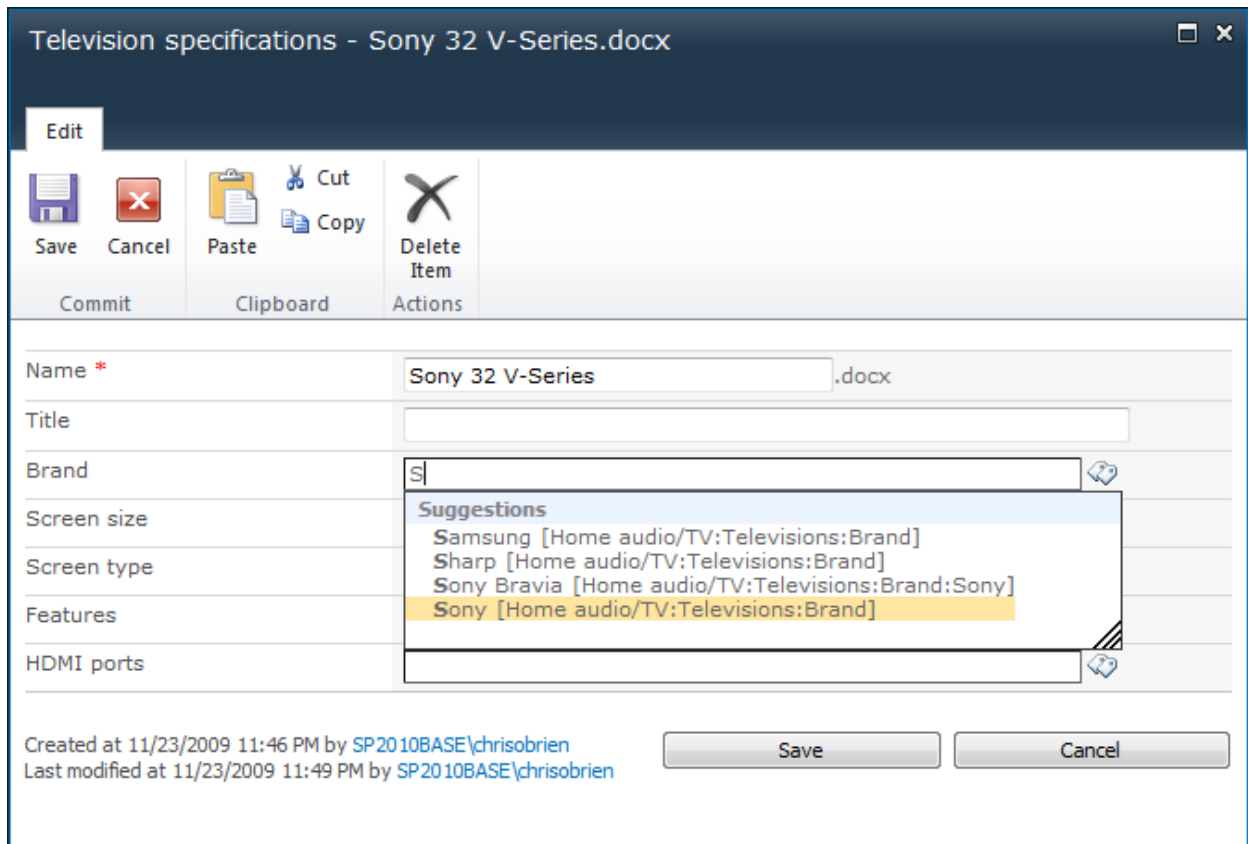 Television specifications - Sony 32 V-Series.docx
Edit
Save
Cancel
Paste
Cut
Copy
Delete
Item
Commit
Clipboard
Actions
Name *
Sony 32 V-Series
.docx
Title
Brand
S
Suggestions
Samsung [Home audio/TV:Televisions:Brand]
Sharp [Home audio/TV:Televisions:Brand]
Sony Bravia [Home audio/TV:Televisions:Brand:Sony]
Sony [Home audio/TV:Televisions:Brand]
Screen size
Screen type
Features
HDMI ports
Created at 11/23/2009 11:46 PM by SP2010BASE\chrisobrien
Last modified at 11/23/2009 11:49 PM by SP2010BASE\chrisobrien
Save
Cancel